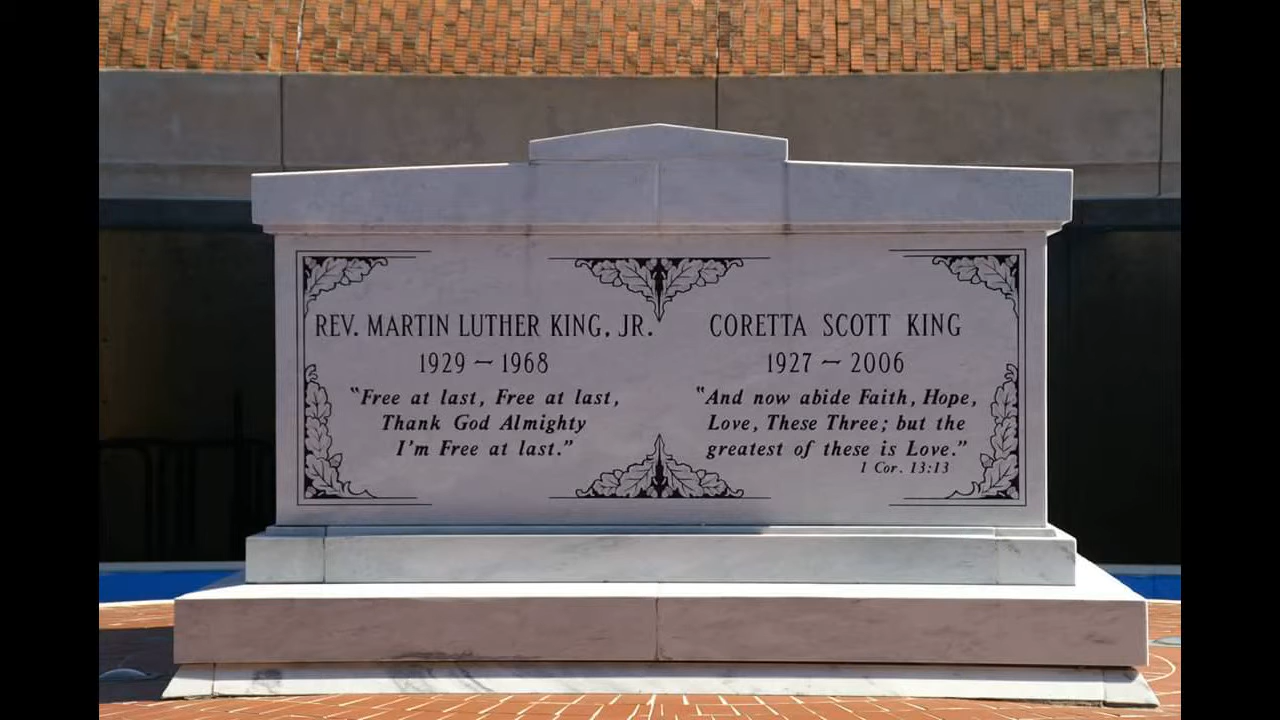 REV. MARTIN LUTHER KING, JR.
1929 ~ 1968
"Free at last, Free at last,
Thank God Almighty
I'm Free at last."
CORETTA SCOTT KING
1927 ~ 2006
"And now abide Faith, Hope,
Love, These Three; but the
greatest of these is Love."
1 Cor. 13:13